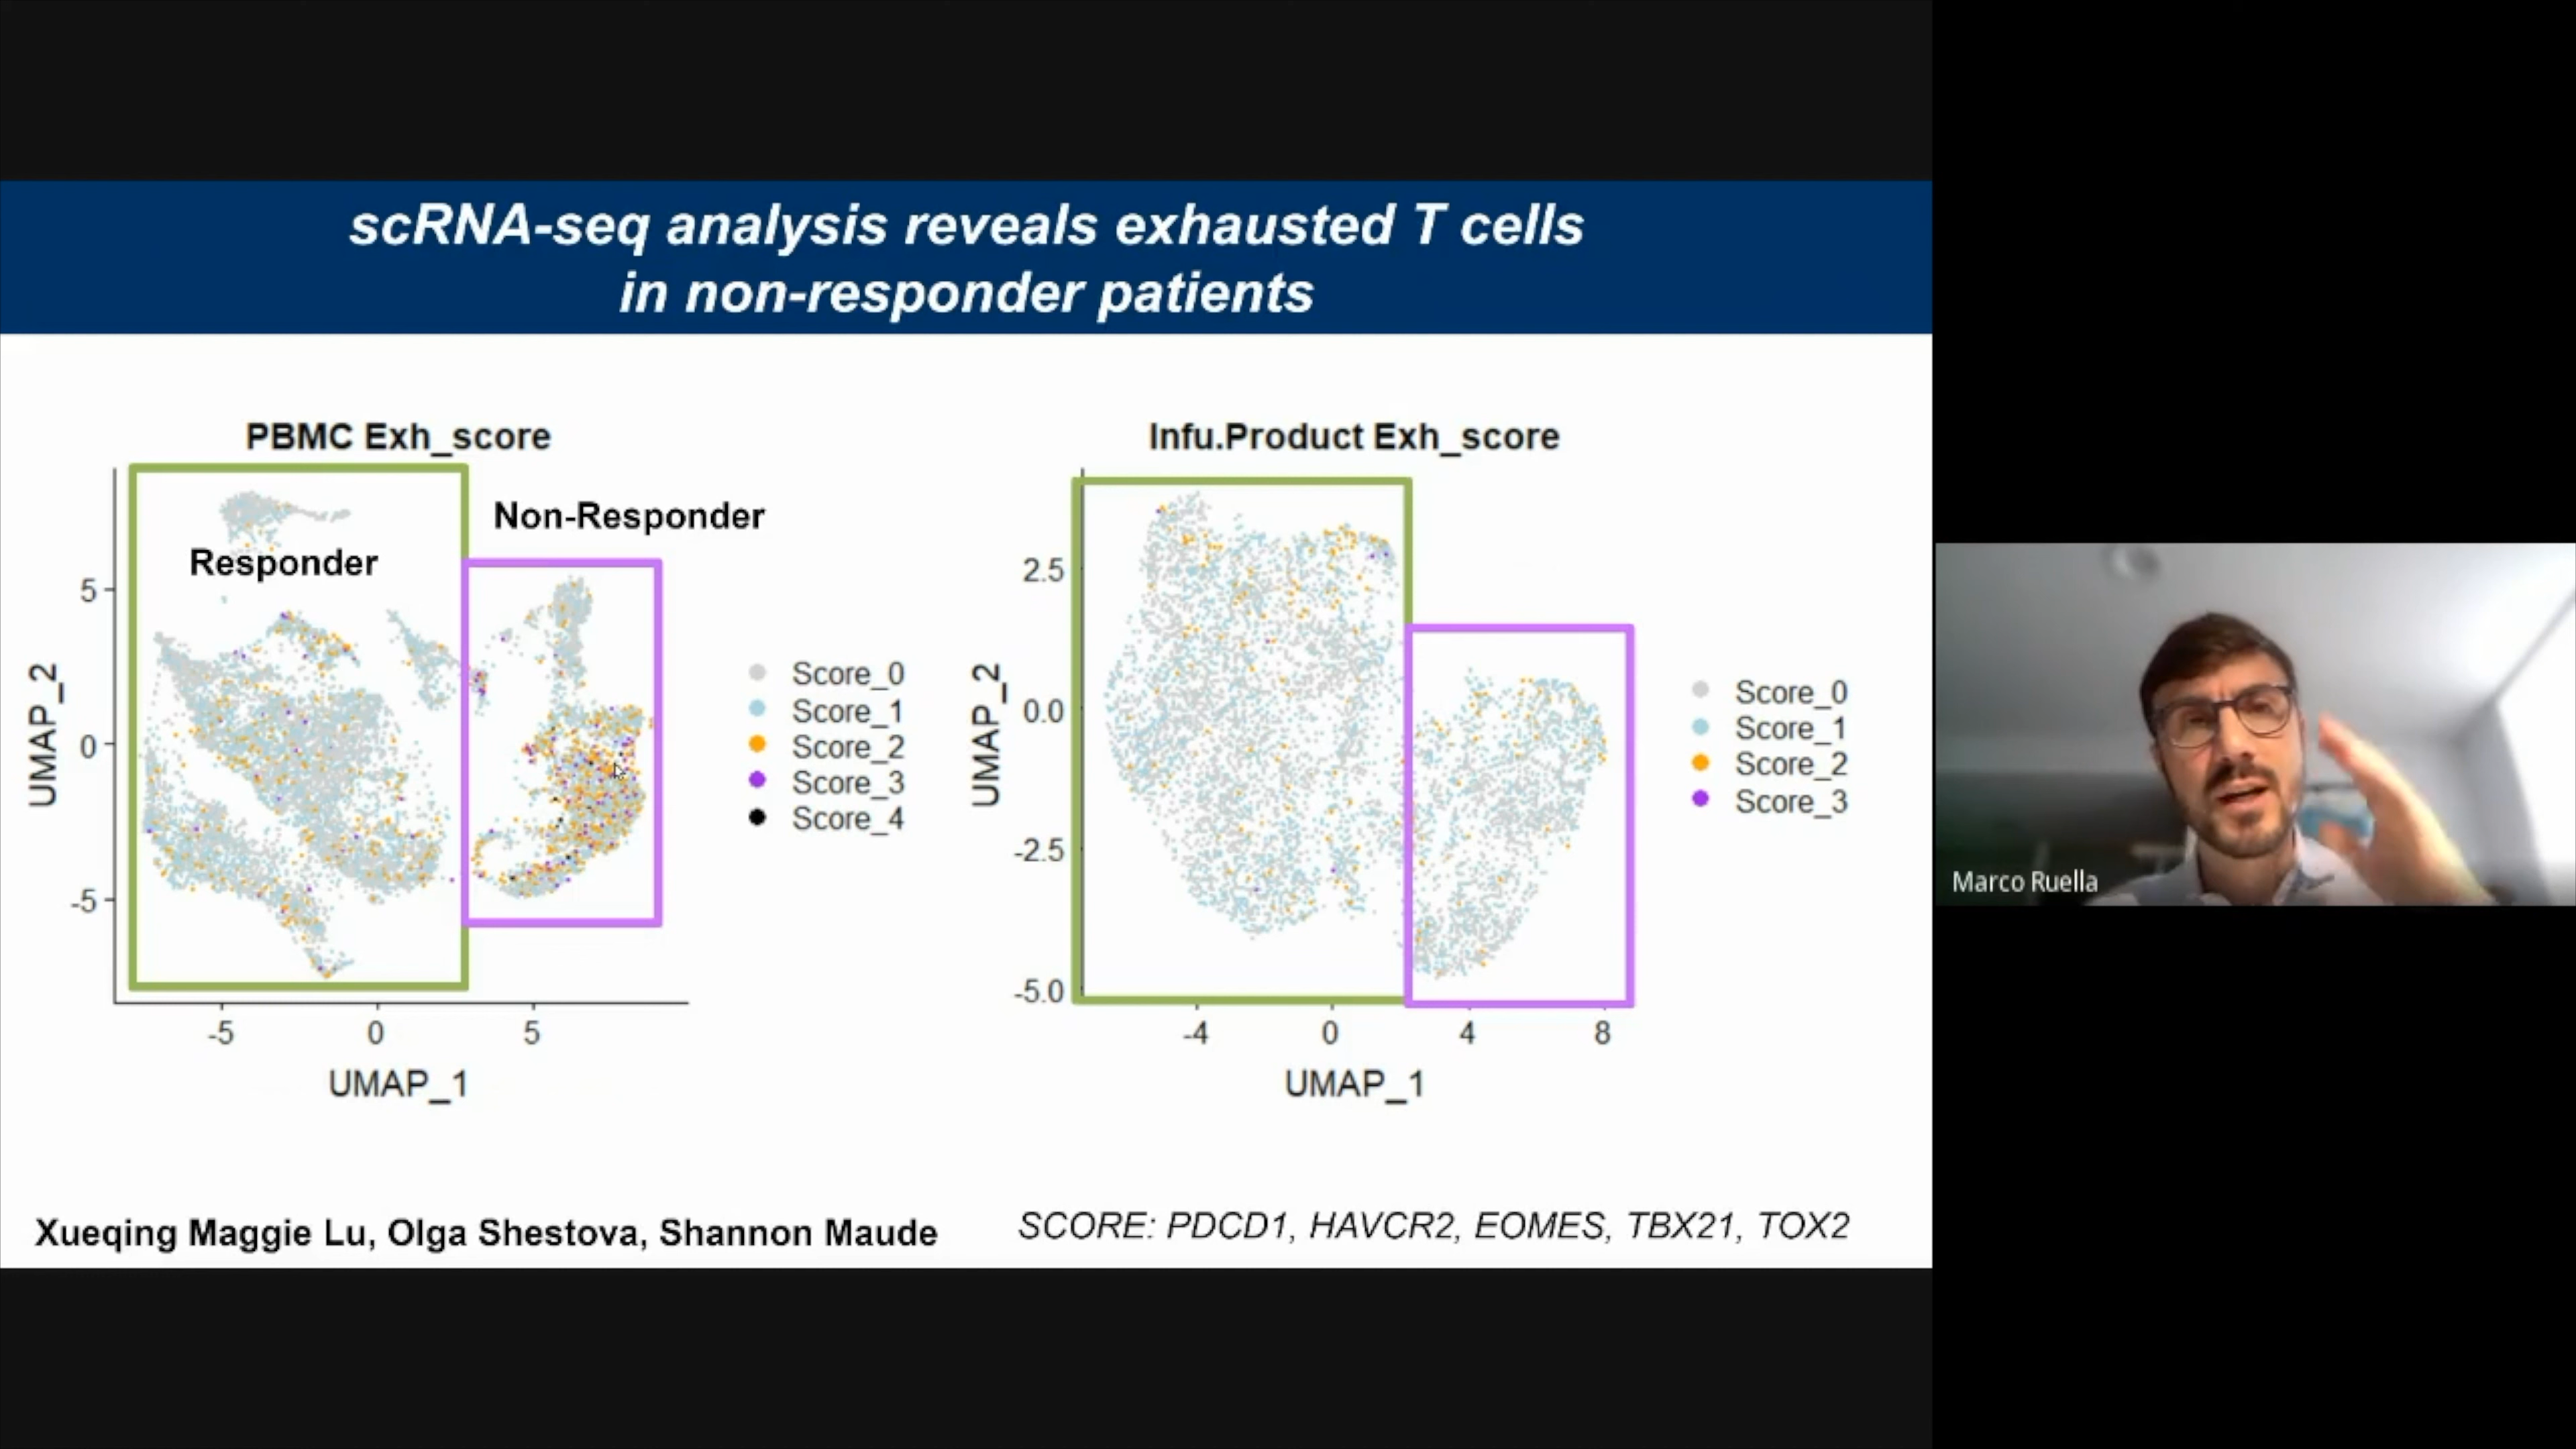 scRNA-seq analysis reveals exhausted T cells
in non-responder patients
PBMC Exh_score
Responder
Non-Responder
UMAP_2
5
0
-5
-5
0
5
UMAP_1
Score_0
Score_1
Score_2
Score_3
Score_4
Infu.Product Exh_score
UMAP_2
2.5
0.0
-2.5
-5.0
-4
0
4
8
UMAP_1
Score_0
Score_1
Score_2
Score_3
Xueqing Maggie Lu, Olga Shestova, Shannon Maude
SCORE: PDCD1, HAVCR2, EOMES, TBX21, TOX2
Marco Ruella